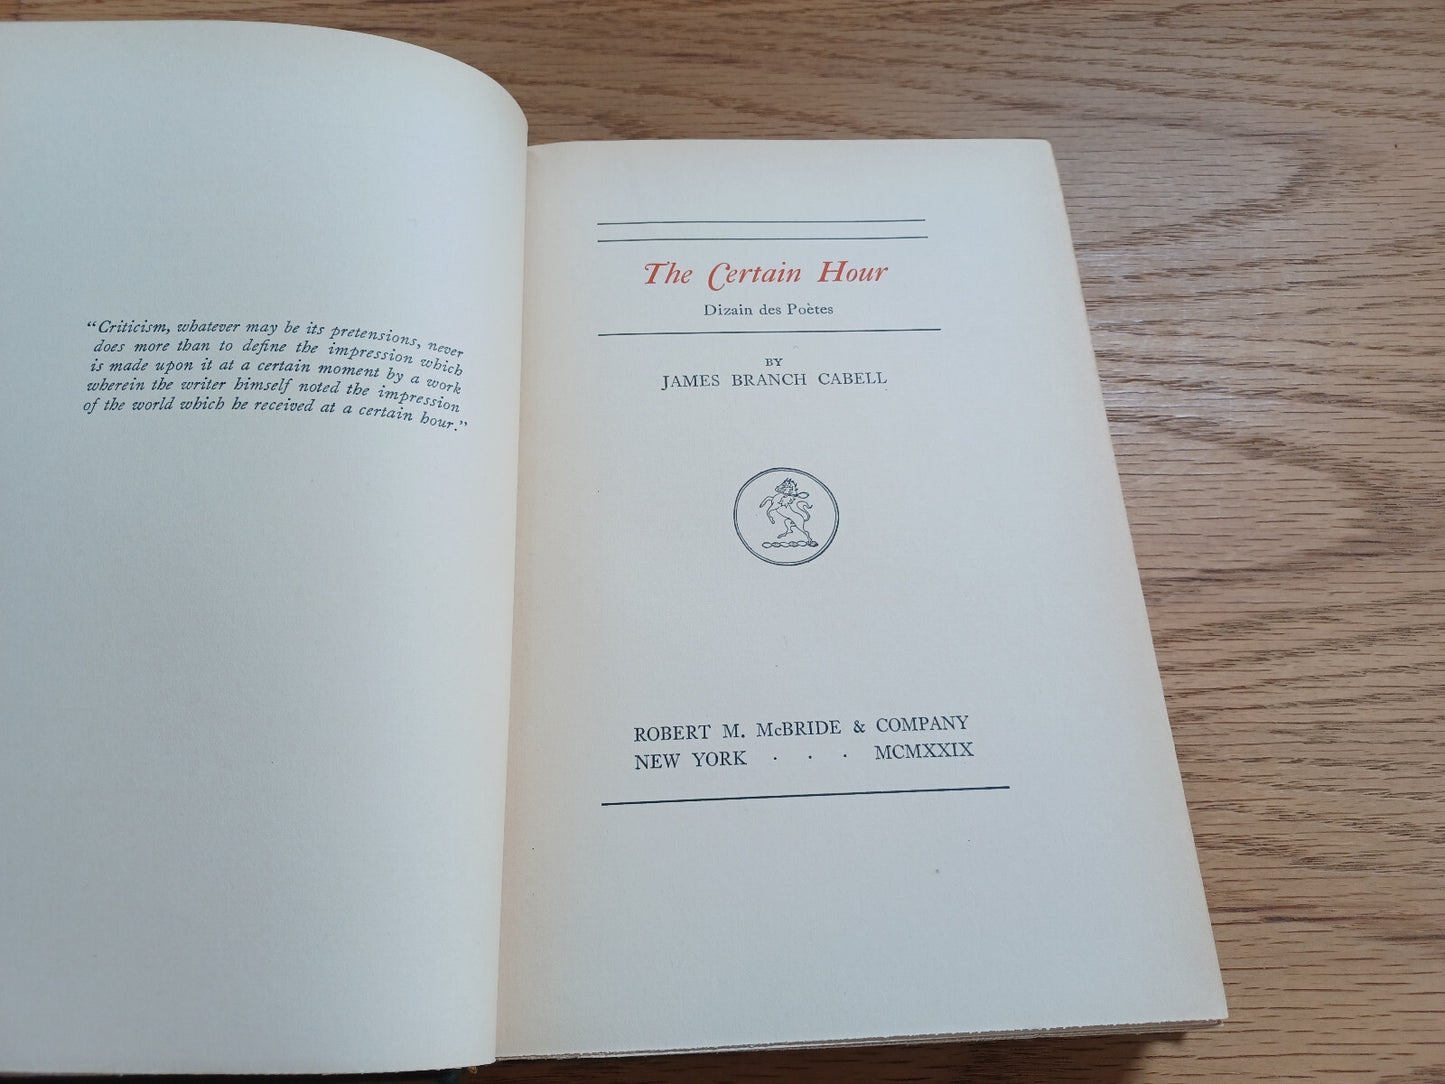 “Criticism, whatever may be its pretensions, never
does more than to define the impression which
is made upon it at a certain moment by a work
wherein the writer himself noted the impression
of the world which he received at a certain hour.”
The Certain Hour
Dizain des Poètes
BY
JAMES BRANCH CABELL
ROBERT M. McBRIDE & COMPANY
NEW YORK . . . MCMXXIX